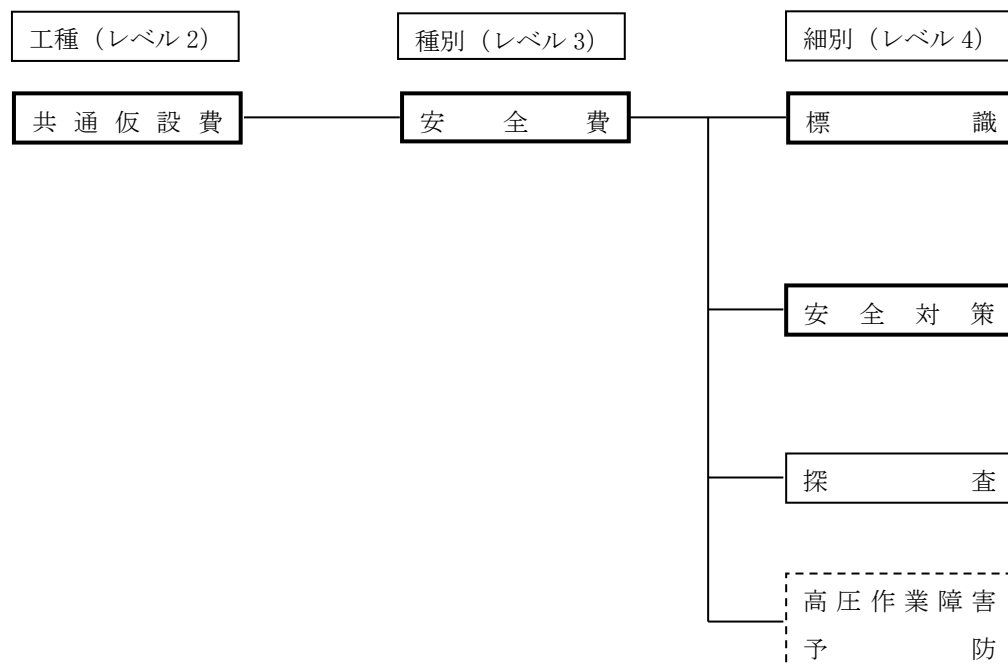 工種（レベル2）
種別（レベル3）
細別（レベル4）
共通仮設費
安全費
標識
安全対策
探査
高圧作業障害
予防